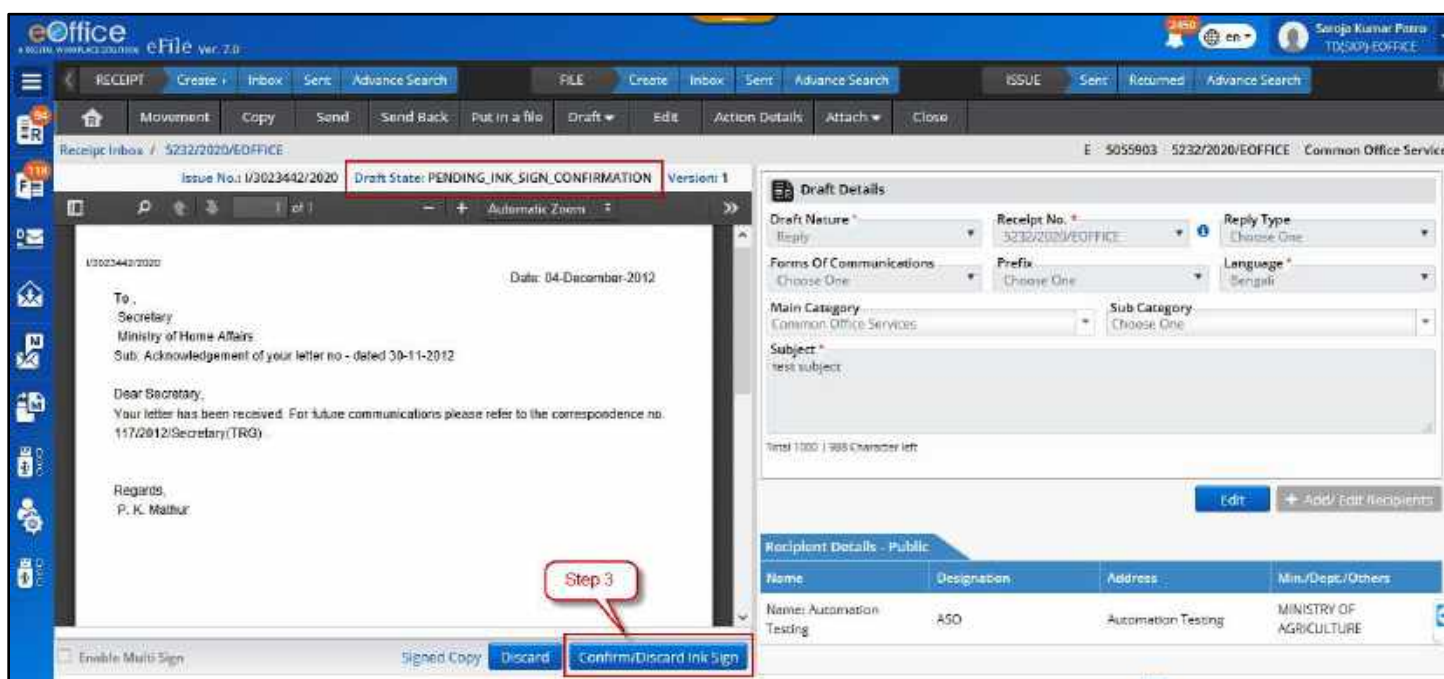 eOffice
A DIGITAL WORKPLACE SOLUTION eFile Ver. 7.0
2450 en Saroja Kumar Patro
TD(SKP)-EOFFICE
RECEIPT Create Inbox Sent Advance Search FILE Create Inbox Sent Advance Search ISSUE Sent Returned Advance Search
Movement Copy Send Send Back Put in a file Draft Edit Action Details Attach Close
Receipt Inbox / 5232/2020/EOFFICE E 5055903 5232/2020/EOFFICE Common Office Service
Issue No.: I/3023442/2020 Draft State: PENDING_INK_SIGN_CONFIRMATION Version: 1
1 of 1 Automatic Zoom
I/3023442/2020
Date: 04-December-2012
To ,
Secretary
Ministry of Home Affairs
Sub: Acknowledgement of your letter no - dated 30-11-2012
Dear Secretary,
Your letter has been received. For future communications please refer to the correspondence no.
117/2012/Secretary(TRG)
Regards,
P. K. Mathur
Step 3
Enable Multi Sign Signed Copy Discard Confirm/Discard Ink Sign
Draft Details
Draft Nature * Receipt No. * Reply Type
Reply 5232/2020/EOFFICE Choose One
Forms Of Communications Prefix Language *
Choose One Choose One Bengali
Main Category Sub Category
Common Office Services Choose One
Subject *
test subject
Total 1000 | 988 Character left
Edit + Add/ Edit Recipients
Recipient Details - Public
Name Designation Address Min./Dept./Others
Name: Automation Testing ASO Automation Testing MINISTRY OF AGRICULTURE